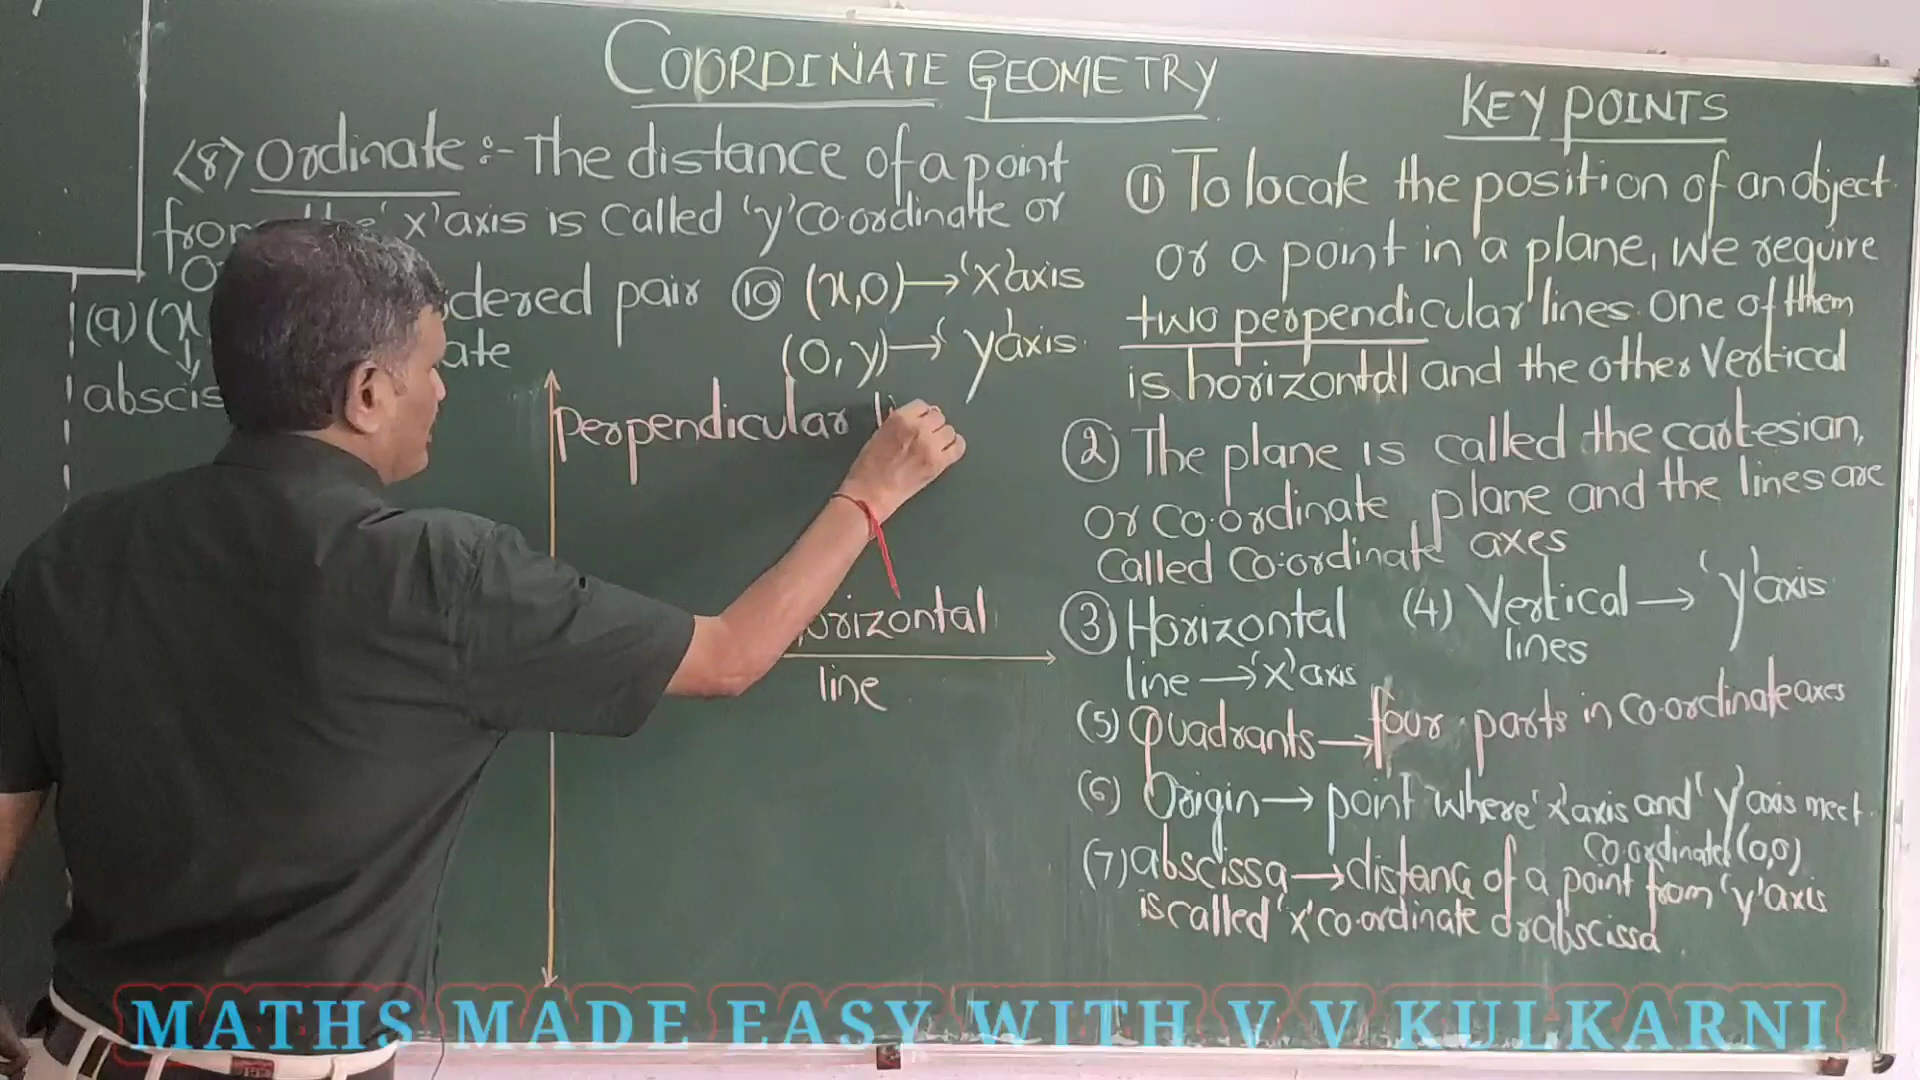 COORDINATE GEOMETRY
<8> Ordinate :- The distance of a point
from the 'x' axis is called 'y' co-ordinate or
(9) (x
dered pair
ate
abscis
(10) (x,0) → 'x' axis
(0, y) → 'y' axis
Perpendicular
orizontal
line
KEY POINTS
① To locate the position of an object
or a point in a plane, we require
two perpendicular lines. One of them
is horizontal and the other vertical
② The plane is called the cartesian,
or co-ordinate plane and the lines are
called co-ordinate axes
③ Horizontal
line → 'x' axis
(4) Vertical → 'y' axis
lines
(5) Quadrants → four parts in co-ordinate axes
(6) Origin → point where 'x' axis and 'y' axis meet.
co-ordinate (0,0)
(7) abscissa → distance of a point from 'y' axis
is called 'x' co-ordinate or abscissa
MATHS MADE EASY WITH V V KULKARNI